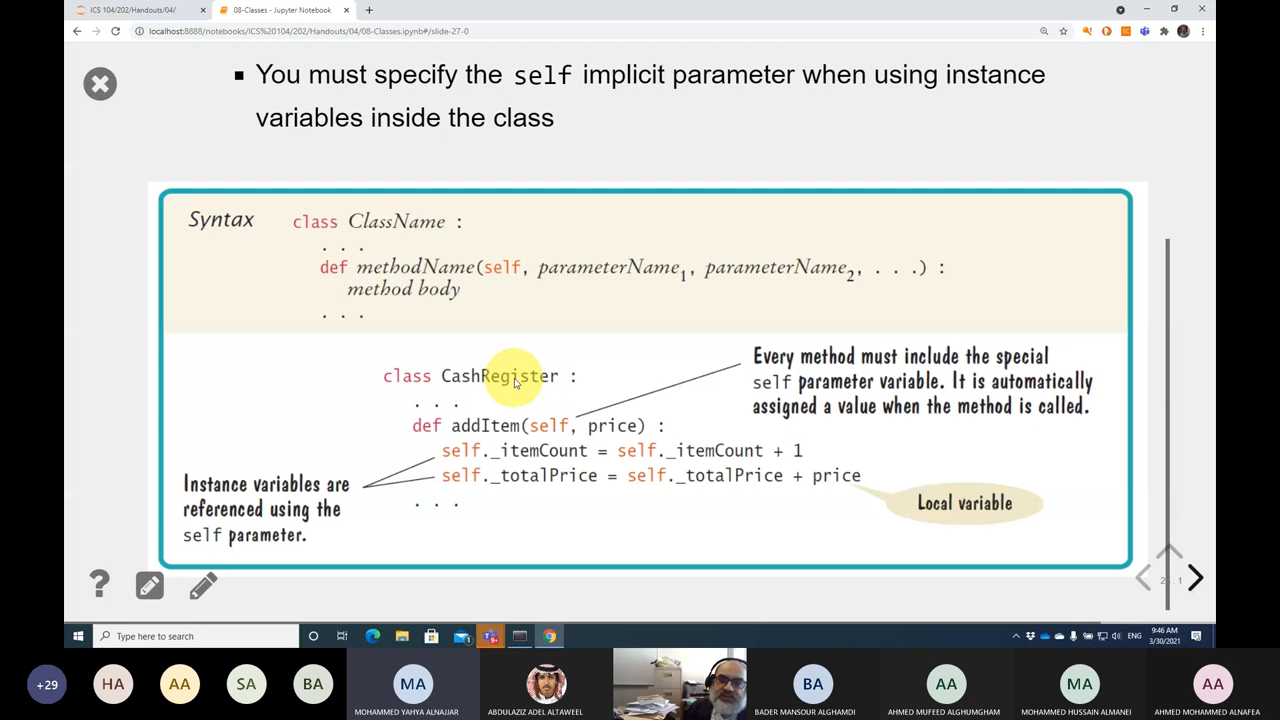 ICS 104/202/Handouts/04/
08-Classes - Jupyter Notebook
localhost:8888/notebooks/ICS%20104/202/Handouts/04/08-Classes.ipynb#/slide-27-0
▪ You must specify the self implicit parameter when using instance
variables inside the class
Syntax
class ClassName :
. . .
def methodName(self, parameterName1, parameterName2, . . .) :
method body
. . .
class CashRegister :
. . .
def addItem(self, price) :
self._itemCount = self._itemCount + 1
self._totalPrice = self._totalPrice + price
. . .
Every method must include the special
self parameter variable. It is automatically
assigned a value when the method is called.
Instance variables are
referenced using the
self parameter.
Local variable
?
Type here to search
ENG
9:46 AM
3/30/2021
+29
HA
AA
SA
BA
MA
MOHAMMED YAHYA ALNAJJAR
ABDULAZIZ ADEL ALTAWEEL
BA
BADER MANSOUR ALGHAMDI
AA
AHMED MUFEED ALGHUMGHAM
MA
MOHAMMED HUSSAIN ALMANEI
AA
AHMED MOHAMMED ALNAFEA